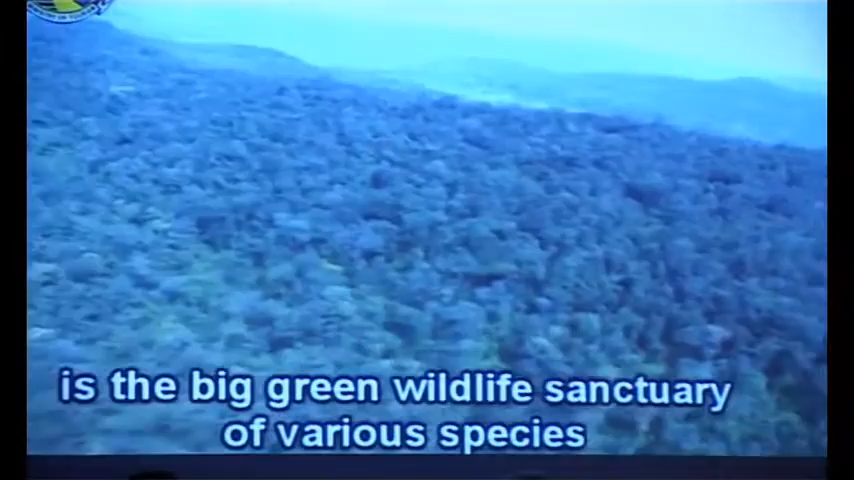 is the big green wildlife sanctuary
of various species